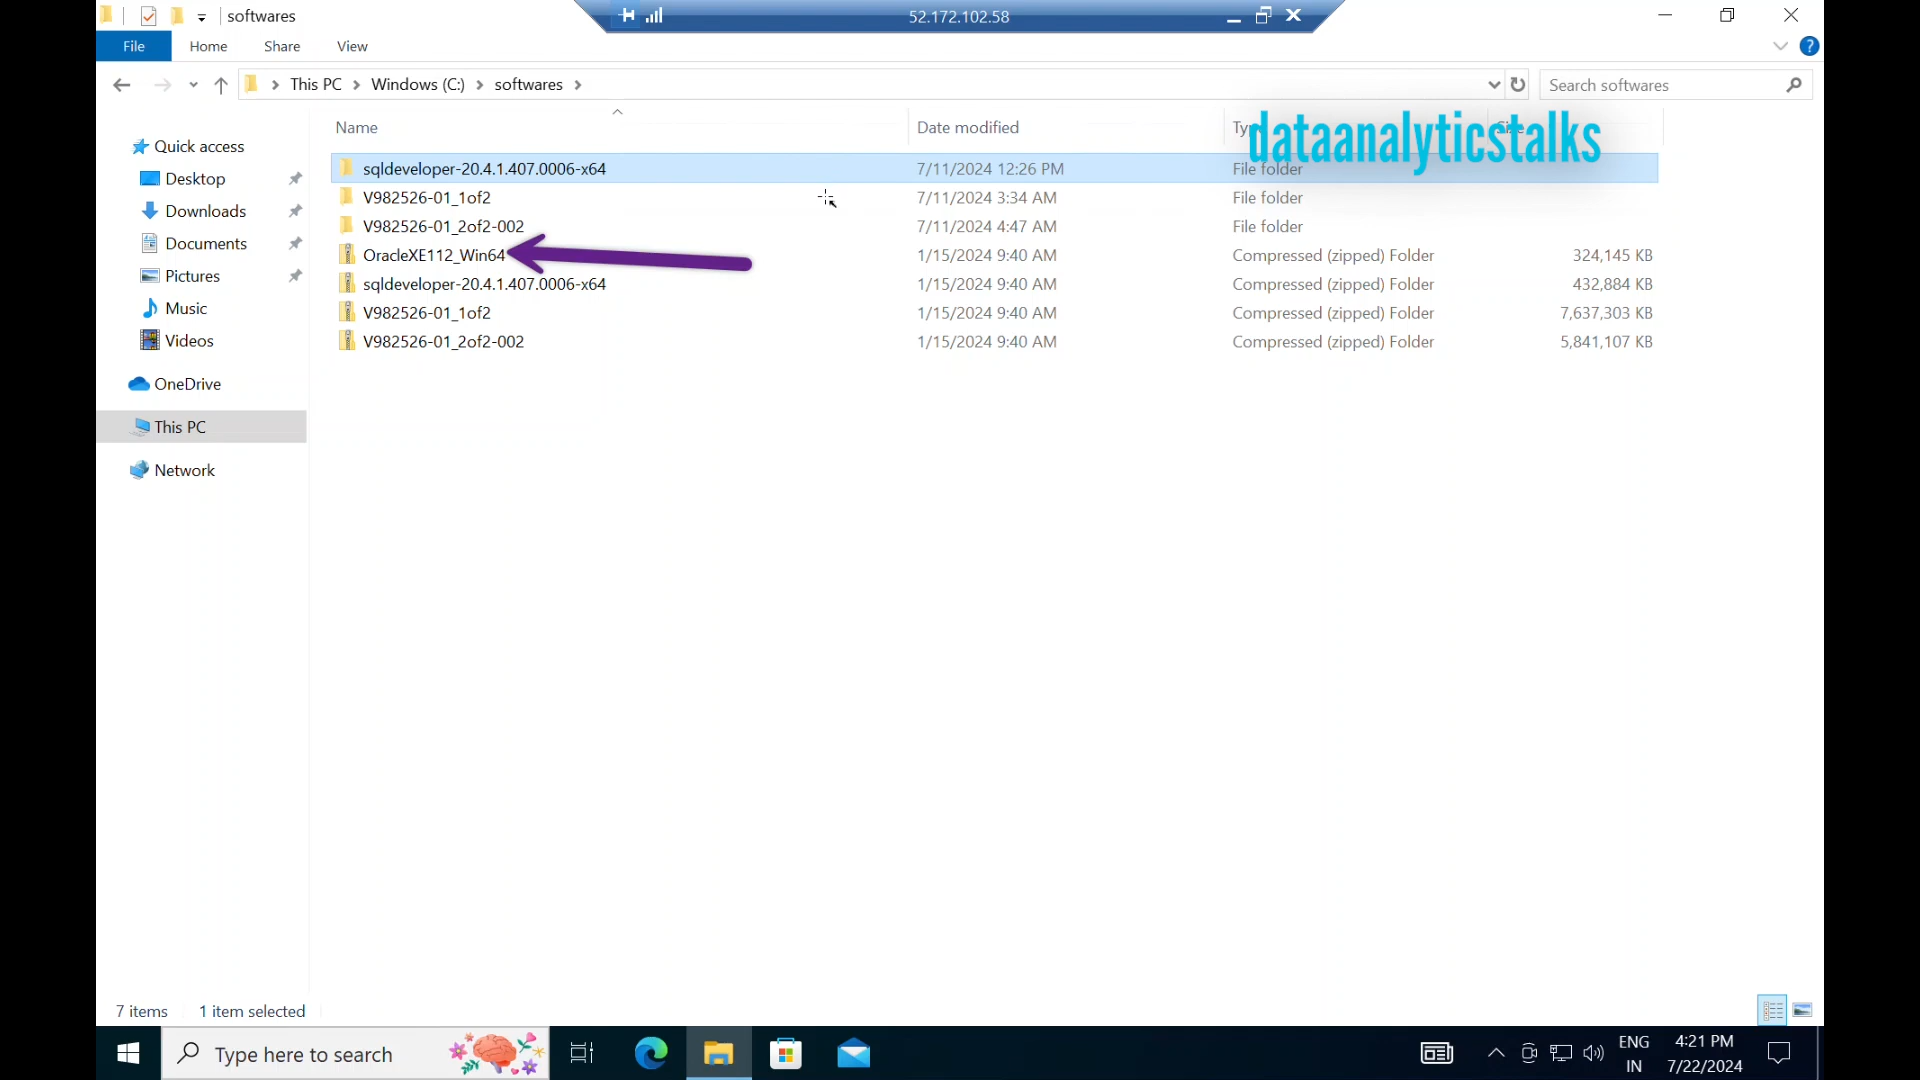 softwares
52.172.102.58
File Home Share View
This PC > Windows (C:) > softwares >
Search softwares
Name Date modified
dataanalyticstalks
Quick access
Desktop
Downloads
Documents
Pictures
Music
Videos
OneDrive
This PC
Network
sqldeveloper-20.4.1.407.0006-x64 7/11/2024 12:26 PM File folder
V982526-01_1of2 7/11/2024 3:34 AM File folder
V982526-01_2of2-002 7/11/2024 4:47 AM File folder
OracleXE112_Win64 1/15/2024 9:40 AM Compressed (zipped) Folder 324,145 KB
sqldeveloper-20.4.1.407.0006-x64 1/15/2024 9:40 AM Compressed (zipped) Folder 432,884 KB
V982526-01_1of2 1/15/2024 9:40 AM Compressed (zipped) Folder 7,637,303 KB
V982526-01_2of2-002 1/15/2024 9:40 AM Compressed (zipped) Folder 5,841,107 KB
7 items 1 item selected
Type here to search
ENG
IN
4:21 PM
7/22/2024